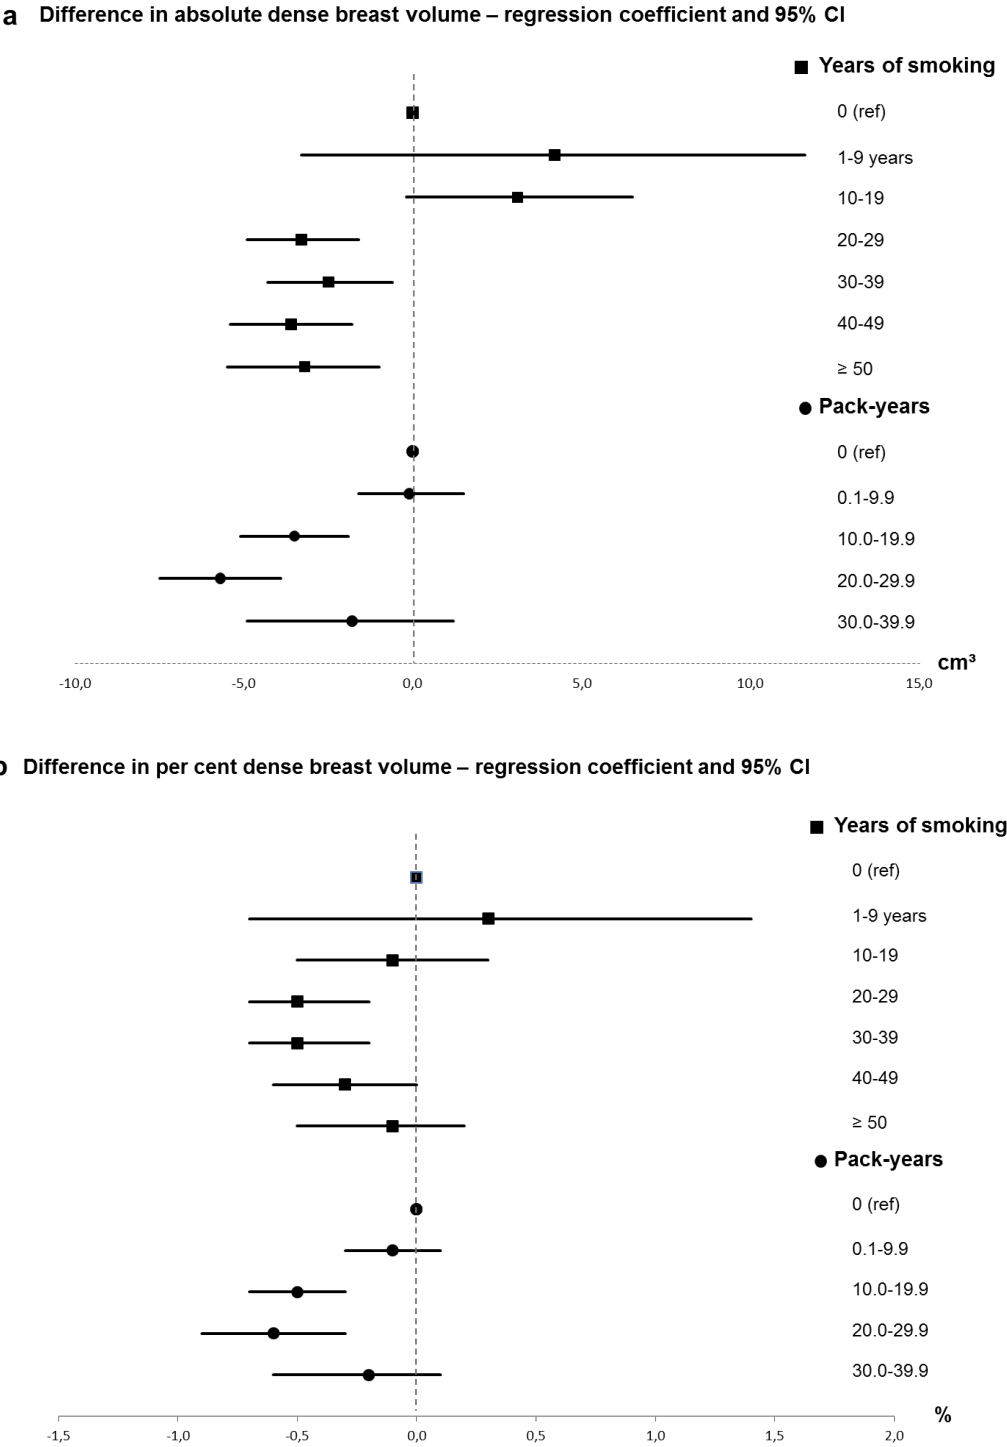 a Difference in absolute dense breast volume – regression coefficient and 95% CI
Years of smoking
0 (ref)
1-9 years
10-19
20-29
30-39
40-49
≥ 50
Pack-years
0 (ref)
0.1-9.9
10.0-19.9
20.0-29.9
30.0-39.9
cm³
-10,0 -5,0 0,0 5,0 10,0 15,0
b Difference in per cent dense breast volume – regression coefficient and 95% CI
Years of smoking
0 (ref)
1-9 years
10-19
20-29
30-39
40-49
≥ 50
Pack-years
0 (ref)
0.1-9.9
10.0-19.9
20.0-29.9
30.0-39.9
%
-1,5 -1,0 -0,5 0,0 0,5 1,0 1,5 2,0